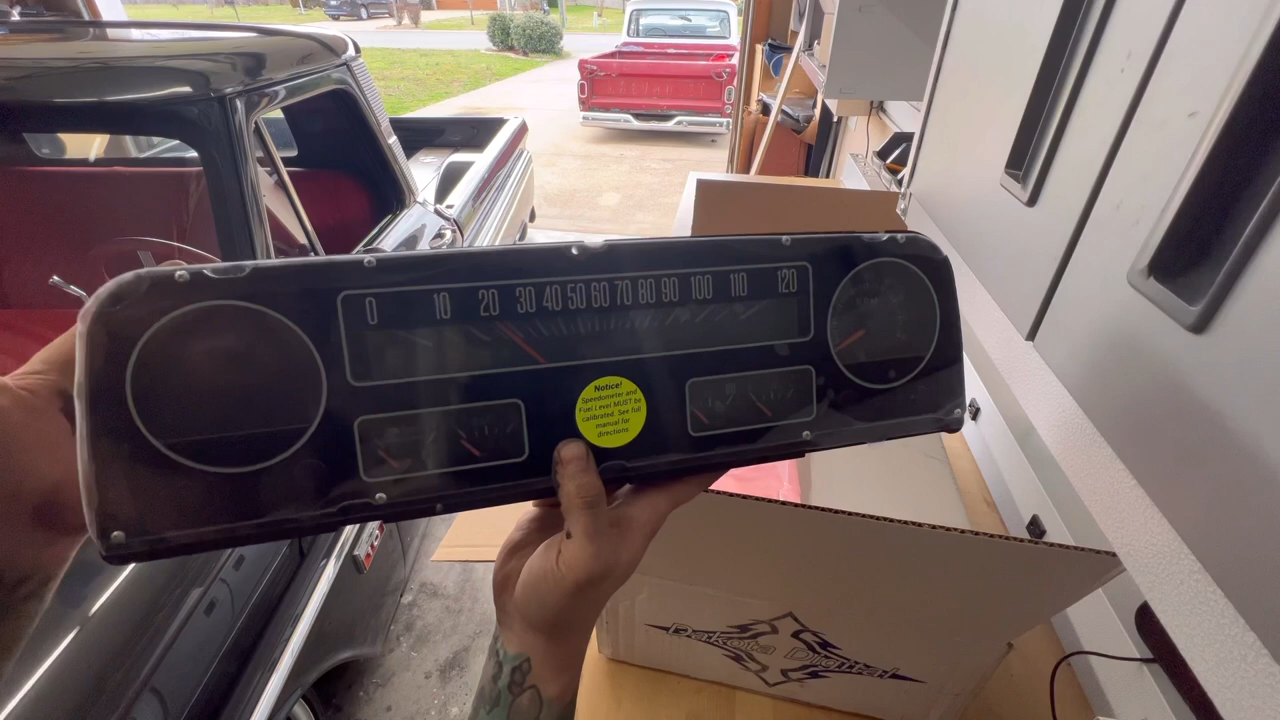 0 10 20 30 40 50 60 70 80 90 100 110 120
Notice!
Speedometer and
Fuel Level MUST be
calibrated. See full
manual for
directions
Dakota Digital